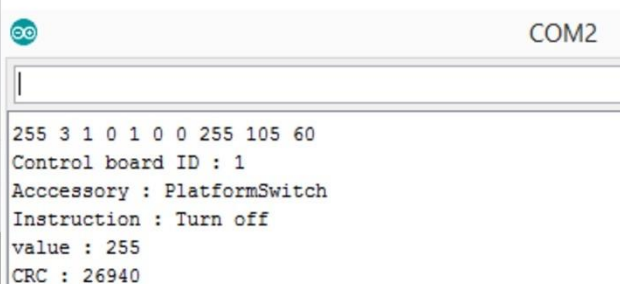 COM2
255 3 1 0 1 0 0 255 105 60
Control board ID : 1
Acccessory : PlatformSwitch
Instruction : Turn off
value : 255
CRC : 26940